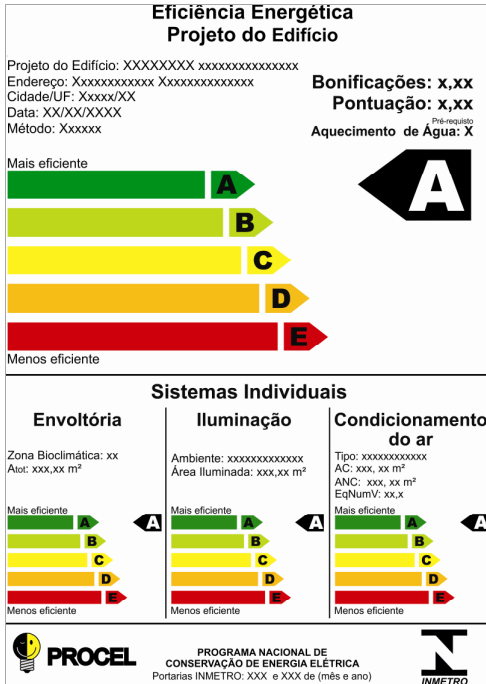 Eficiência Energética
Projeto do Edifício
Projeto do Edifício: XXXXXXXX xxxxxxxxxxxxxxx
Endereço: Xxxxxxxxxxxx Xxxxxxxxxxxxxx
Cidade/UF: Xxxxx/XX
Data: XX/XX/XXXX
Método: Xxxxxx
Bonificações: x,xx
Pontuação: x,xx
Pré-requisto
Aquecimento de Água: X
Mais eficiente
A
A
B
C
D
E
Menos eficiente
Sistemas Individuais
Envoltória
Zona Bioclimática: xx
Atot: xxx,xx m²
Mais eficiente
A
A
B
C
D
E
Menos eficiente
Iluminação
Ambiente: xxxxxxxxxxxxx
Área Iluminada: xxx,xx m²
Mais eficiente
A
A
B
C
D
E
Menos eficiente
Condicionamento
do ar
Tipo: xxxxxxxxxxxx
AC: xxx, xx m²
ANC: xxx, xx m²
EqNumV: xx,x
Mais eficiente
A
A
B
C
D
E
Menos eficiente
PROCEL
PROGRAMA NACIONAL DE
CONSERVAÇÃO DE ENERGIA ELÉTRICA
Portarias INMETRO: XXX e XXX de (mês e ano)
INMETRO